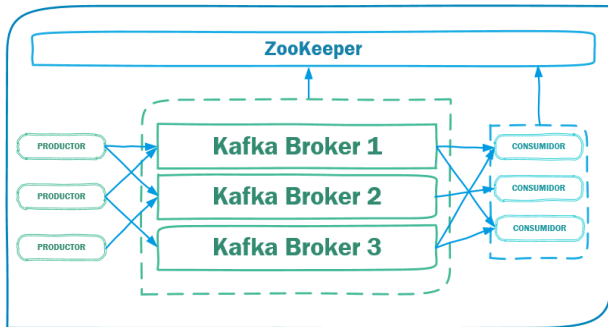 ZooKeeper
PRODUCTOR
Kafka Broker 1
CONSUMIDOR
PRODUCTOR
Kafka Broker 2
CONSUMIDOR
PRODUCTOR
Kafka Broker 3
CONSUMIDOR